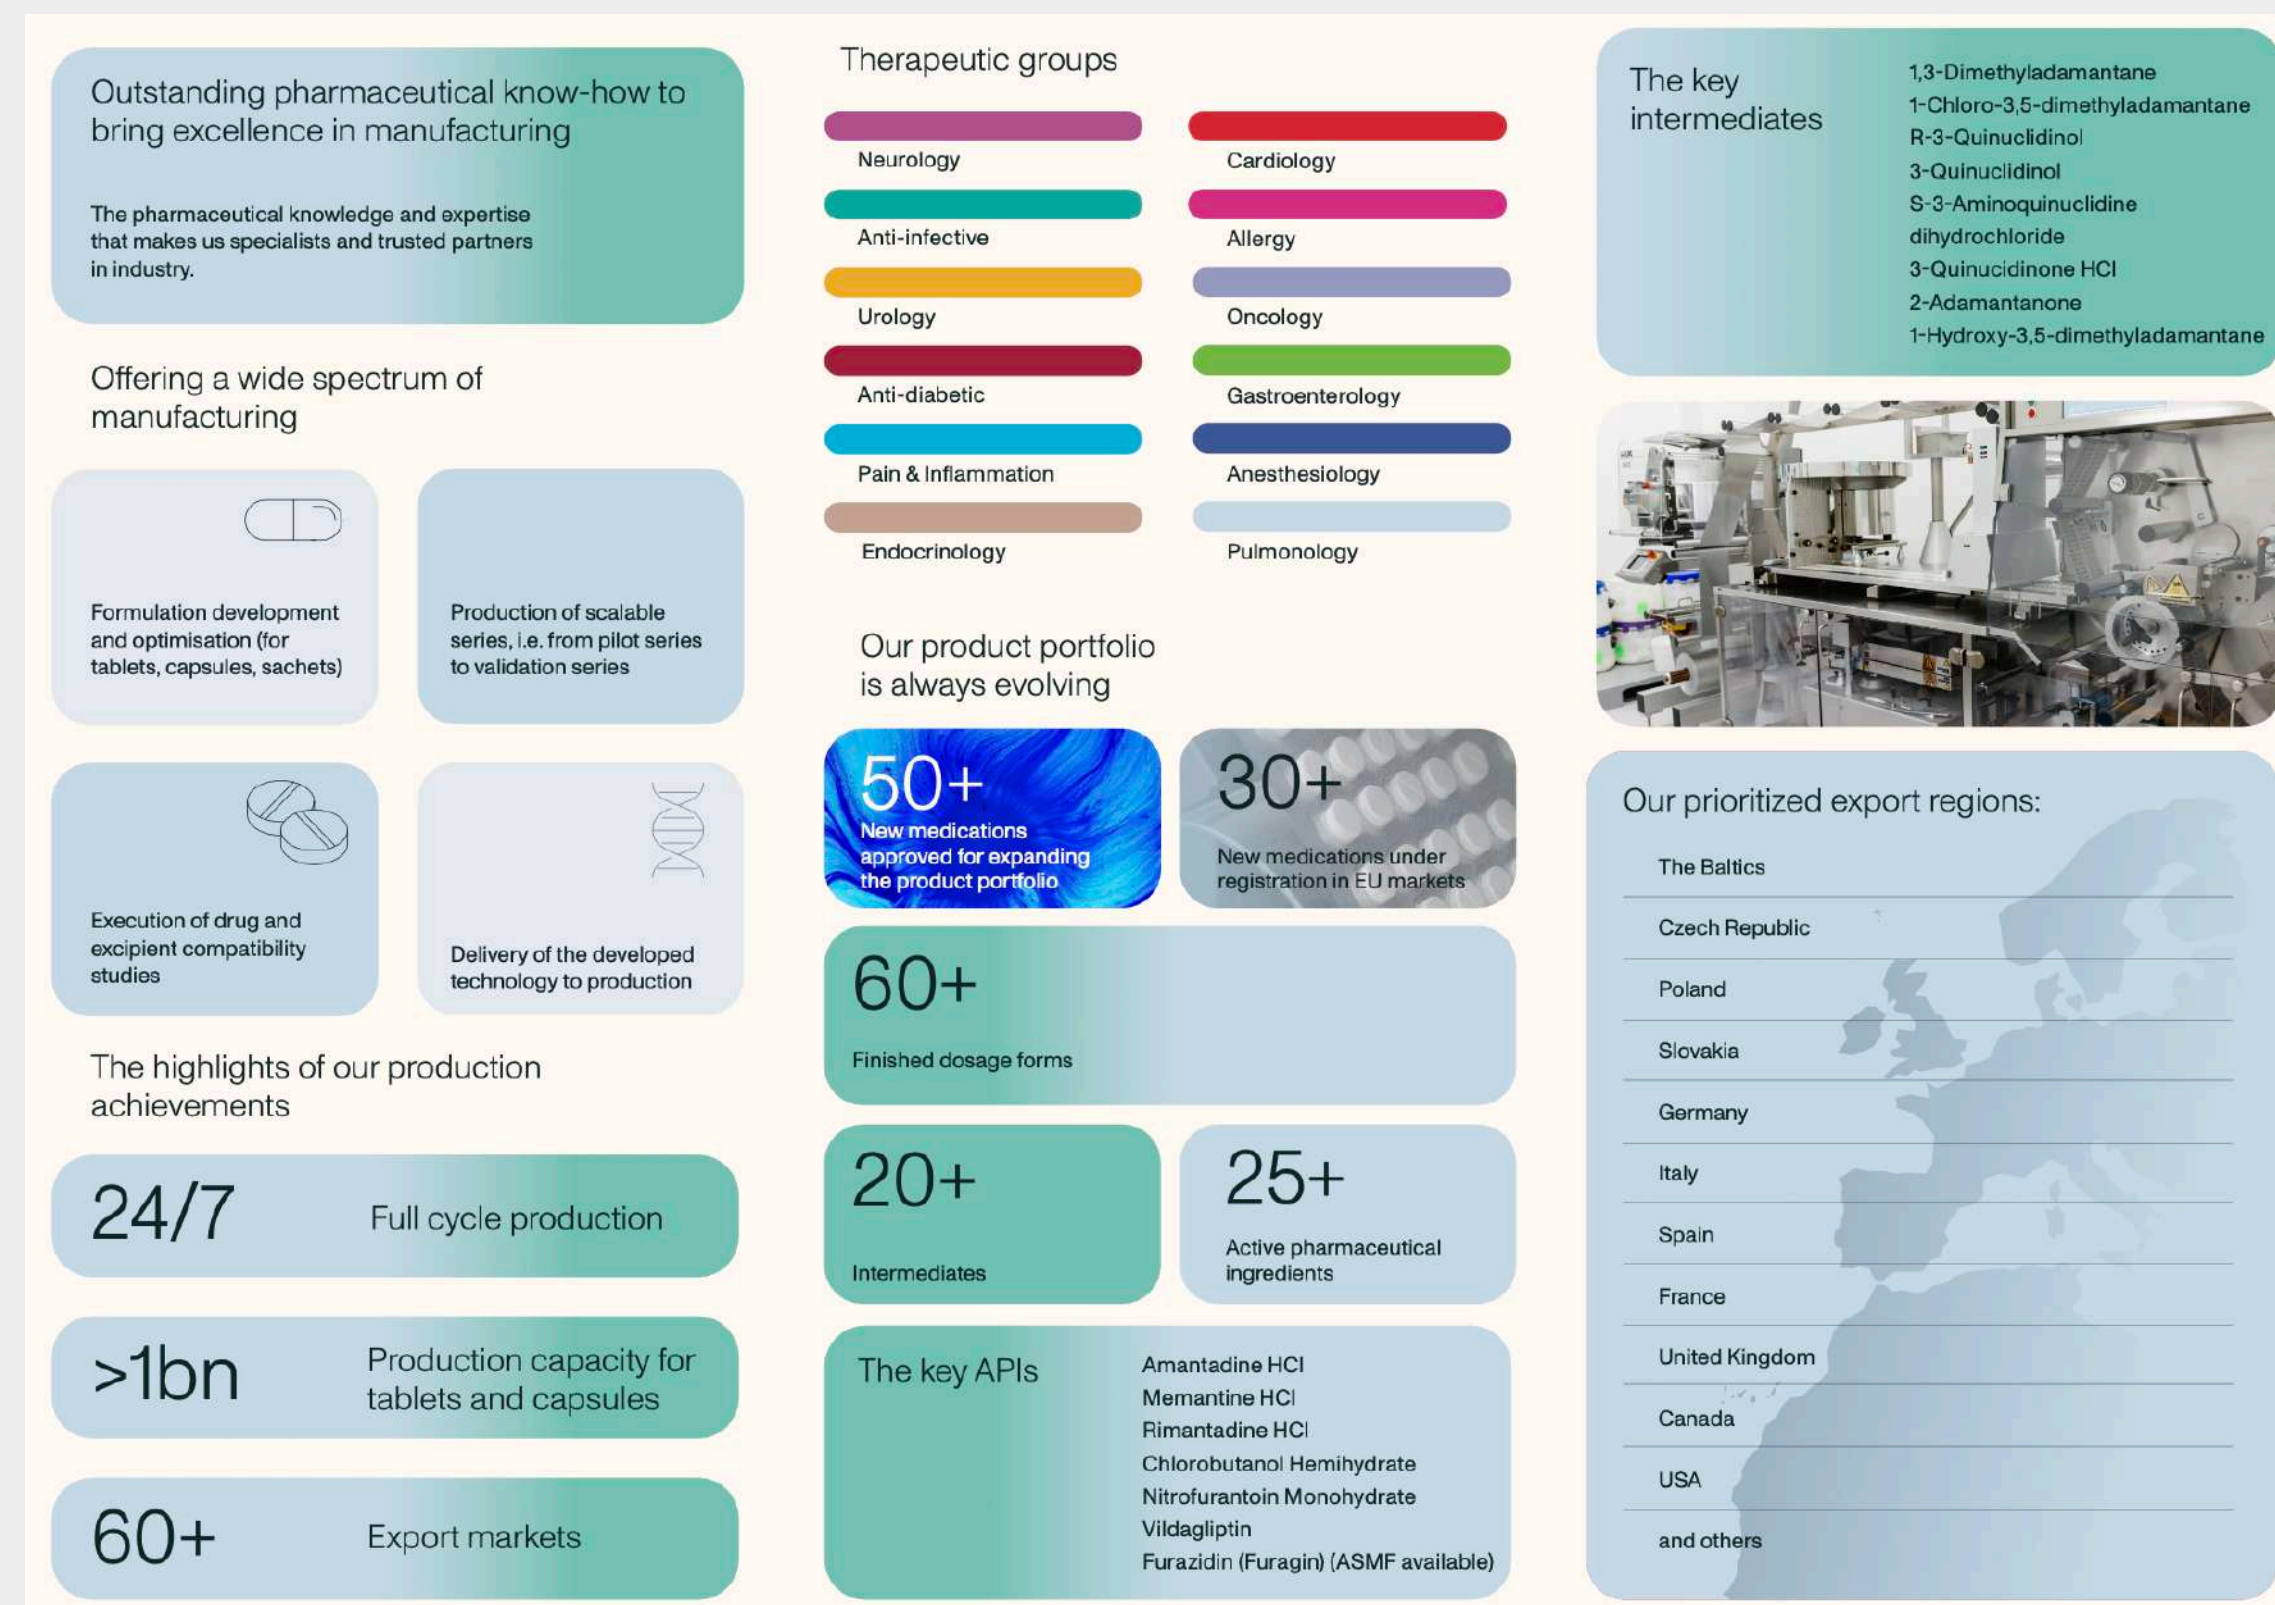 Outstanding pharmaceutical know-how to
bring excellence in manufacturing
The pharmaceutical knowledge and expertise
that makes us specialists and trusted partners
in industry.
Offering a wide spectrum of
manufacturing
Formulation development
and optimisation (for
tablets, capsules, sachets)
Production of scalable
series, i.e. from pilot series
to validation series
Execution of drug and
excipient compatibility
studies
Delivery of the developed
technology to production
The highlights of our production
achievements
24/7
Full cycle production
>1bn
Production capacity for
tablets and capsules
60+
Export markets
Therapeutic groups
Neurology
Cardiology
Anti-infective
Allergy
Urology
Oncology
Anti-diabetic
Gastroenterology
Pain & Inflammation
Anesthesiology
Endocrinology
Pulmonology
Our product portfolio
is always evolving
50+
New medications
approved for expanding
the product portfolio
30+
New medications under
registration in EU markets
60+
Finished dosage forms
20+
Intermediates
25+
Active pharmaceutical
ingredients
The key APIs
Amantadine HCl
Memantine HCl
Rimantadine HCl
Chlorobutanol Hemihydrate
Nitrofurantoin Monohydrate
Vildagliptin
Furazidin (Furagin) (ASMF available)
The key
intermediates
1,3-Dimethyladamantane
1-Chloro-3,5-dimethyladamantane
R-3-Quinuclidinol
3-Quinuclidinol
S-3-Aminoquinuclidine
dihydrochloride
3-Quinucidinone HCl
2-Adamantanone
1-Hydroxy-3,5-dimethyladamantane
Our prioritized export regions:
The Baltics
Czech Republic
Poland
Slovakia
Germany
Italy
Spain
France
United Kingdom
Canada
USA
and others